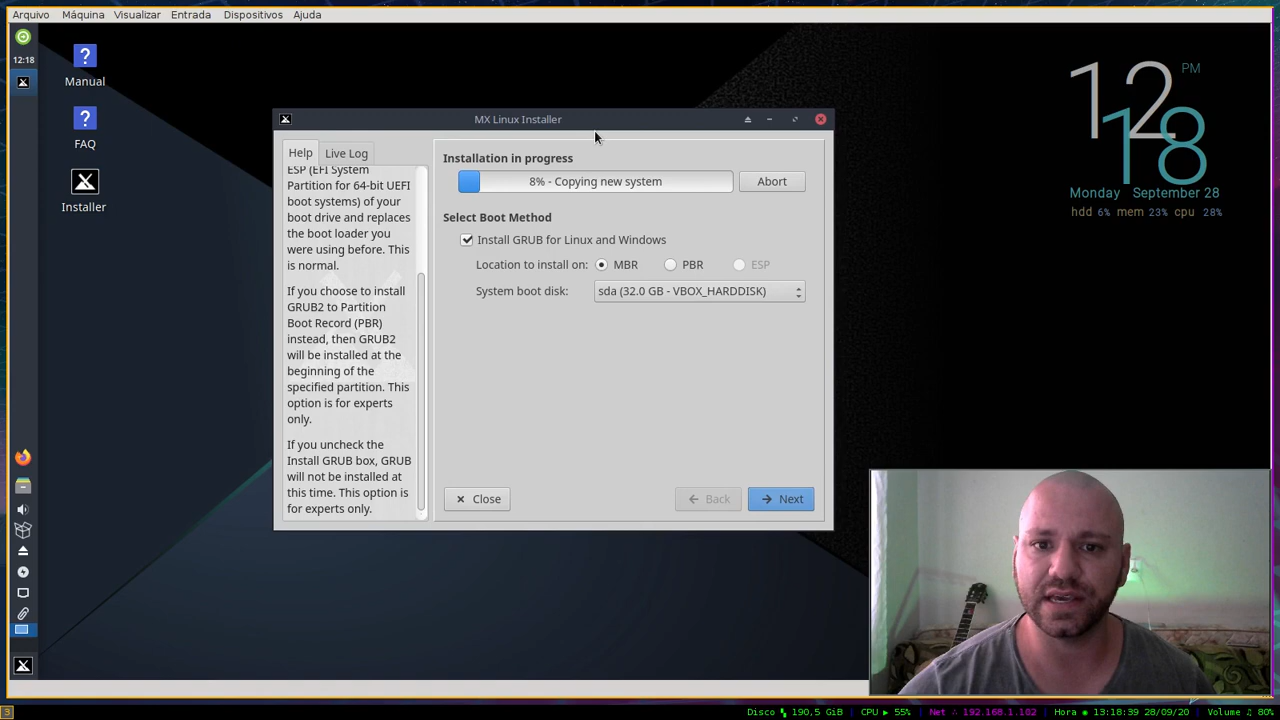 Arquivo Máquina Visualizar Entrada Dispositivos Ajuda
12:18
Manual
FAQ
Installer
12 PM
18
Monday September 28
hdd 6% mem 23% cpu 28%
MX Linux Installer
Help Live Log
ESP (EFI System
Partition for 64-bit UEFI
boot systems) of your
boot drive and replaces
the boot loader you
were using before. This
is normal.
If you choose to install
GRUB2 to Partition
Boot Record (PBR)
instead, then GRUB2
will be installed at the
beginning of the
specified partition. This
option is for experts
only.
If you uncheck the
Install GRUB box, GRUB
will not be installed at
this time. This option is
for experts only.
Installation in progress
8% - Copying new system Abort
Select Boot Method
Install GRUB for Linux and Windows
Location to install on: MBR PBR ESP
System boot disk: sda (32.0 GB - VBOX_HARDDISK)
Close Back Next
3 Disco 190,5 GiB | CPU 55% | Net 192.168.1.102 | Hora 13:18:39 28/09/20 | Volume 80%